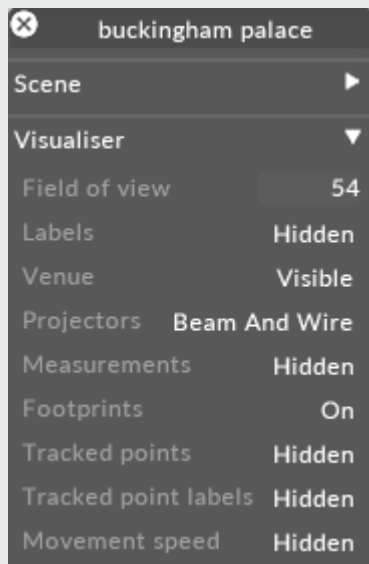 buckingham palace
Scene
Visualiser
Field of view 54
Labels Hidden
Venue Visible
Projectors Beam And Wire
Measurements Hidden
Footprints On
Tracked points Hidden
Tracked point labels Hidden
Movement speed Hidden